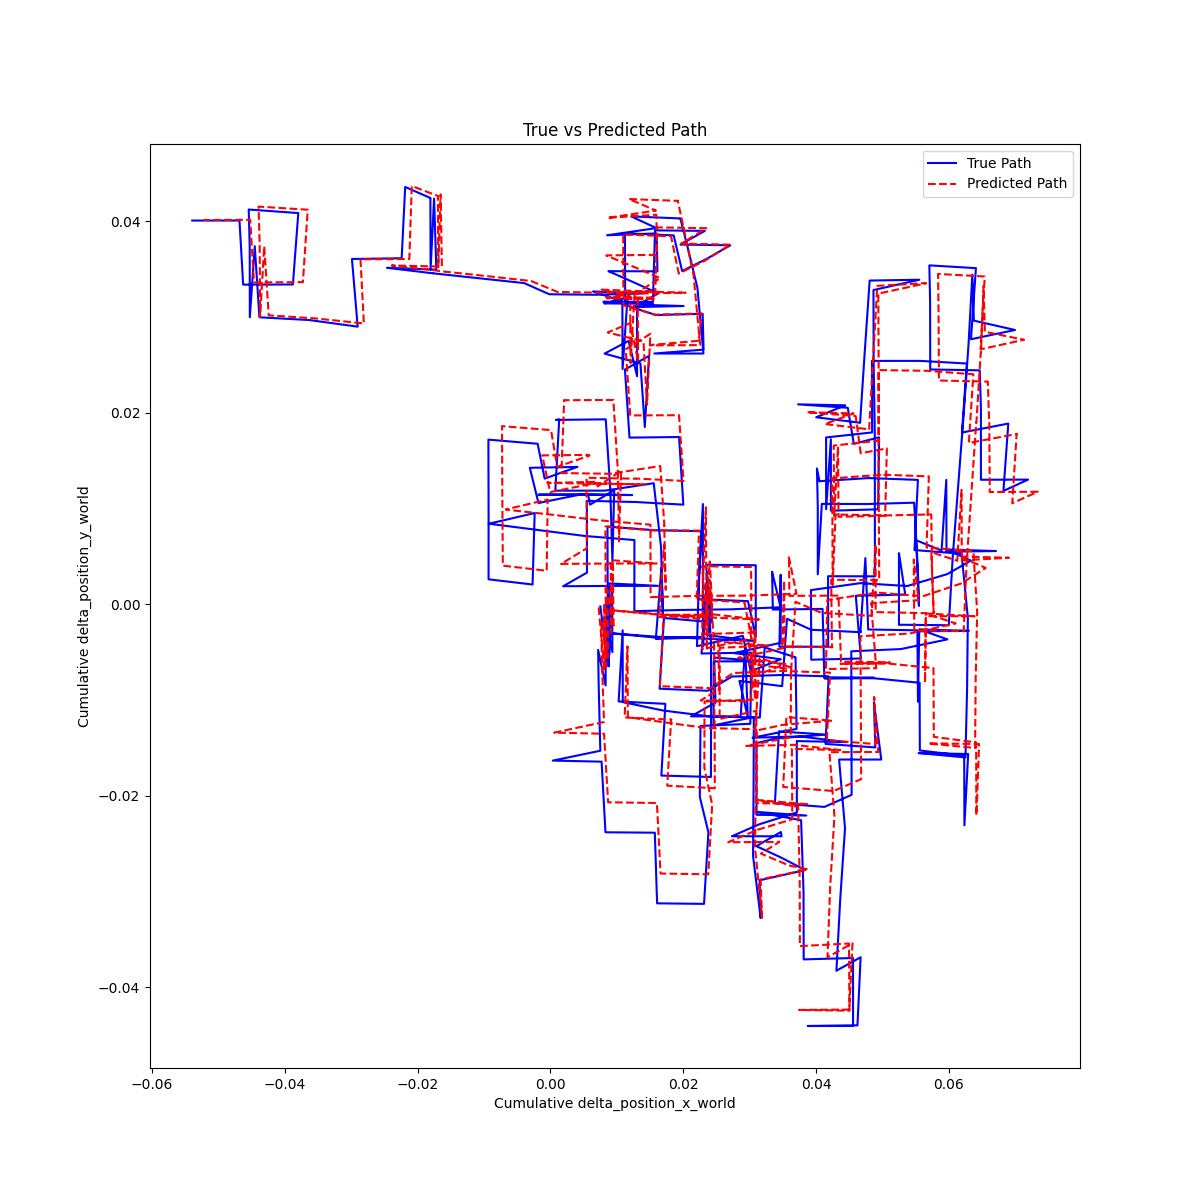 True vs Predicted Path
True Path
Predicted Path
0.04
0.02
0.00
−0.02
−0.04
Cumulative delta_position_y_world
−0.06
−0.04
−0.02
0.00
0.02
0.04
0.06
Cumulative delta_position_x_world